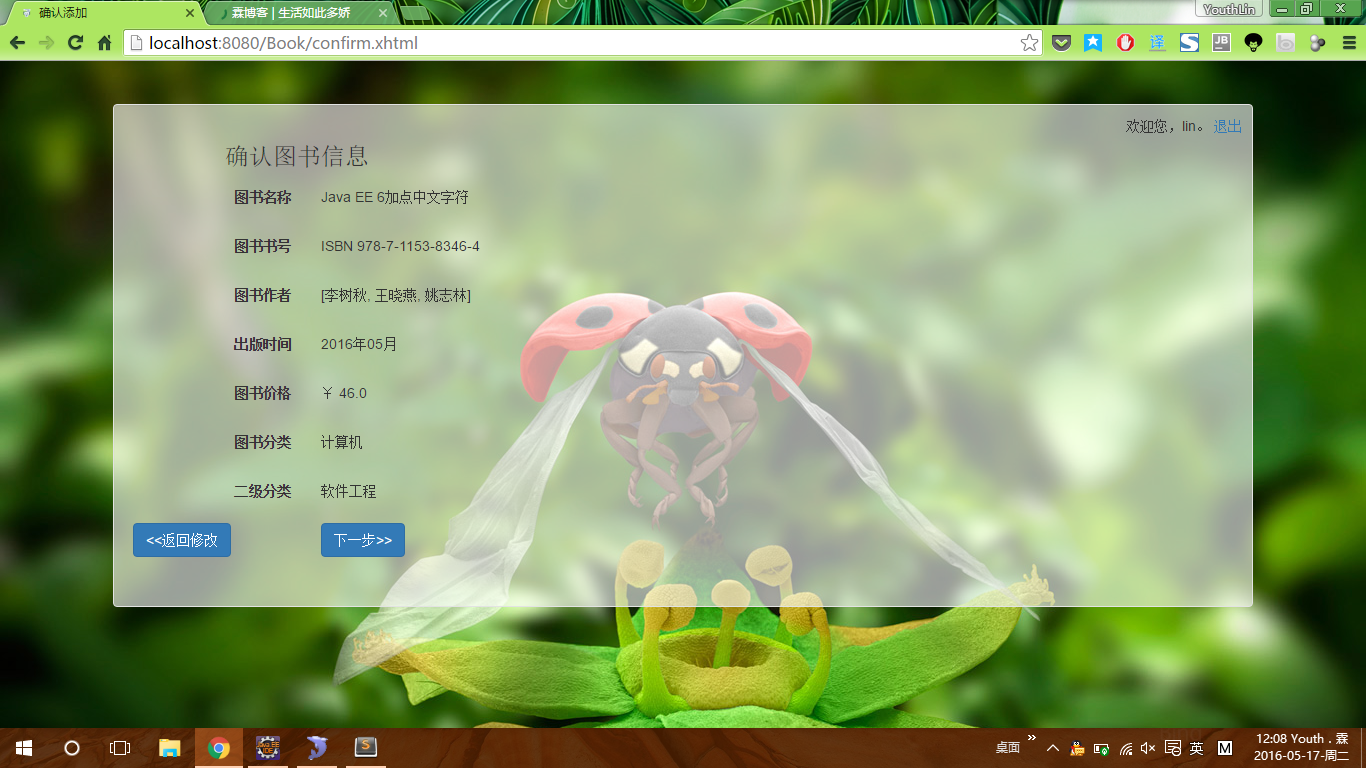 确认添加
霖博客 | 生活如此多娇
YouthLin
localhost:8080/Book/confirm.xhtml
译
JB
欢迎您，lin。 退出
确认图书信息
图书名称 Java EE 6加点中文字符
图书书号 ISBN 978-7-1153-8346-4
图书作者 [李树秋, 王晓燕, 姚志林]
出版时间 2016年05月
图书价格 ￥ 46.0
图书分类 计算机
二级分类 软件工程
<<返回修改 下一步>>
桌面 英 M
12:08 Youth . 霖
2016-05-17-周二